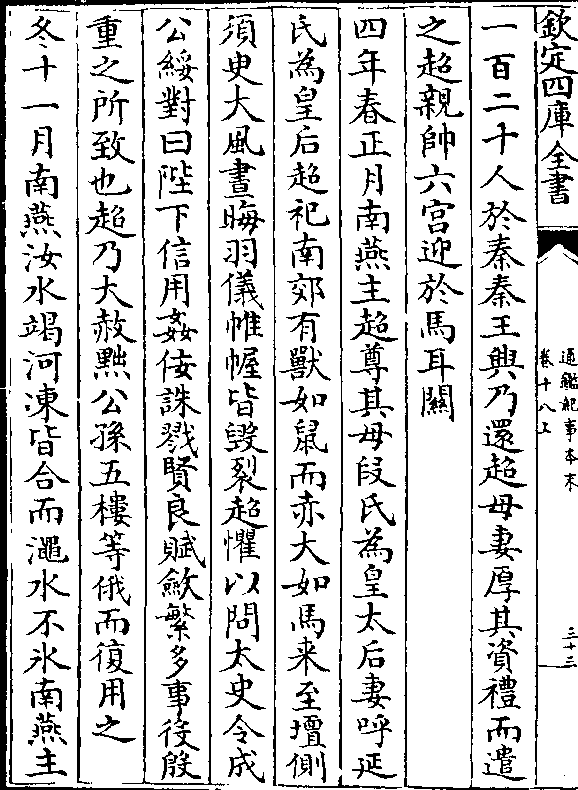 欽定四庫全書
通鑑紀事本末
卷十八上
三十三
一百二十人於秦秦王興乃還超母妻厚其資禮而遣
之超親帥六宮迎於馬耳關
四年春正月南燕主超尊其母段氏為皇太后妻呼延
氏為皇后超祀南郊有獸如鼠而赤大如馬来至壇側
須臾大風晝晦羽儀帷幄皆毀裂超懼以問太史令成
公綏對曰陛下信用姦佞誅戮賢良賦斂繁多事役殷
重之所致也超乃大赦黜公孫五樓等俄而復用之
冬十一月南燕汝水竭河凍皆合而澠水不氷南燕主